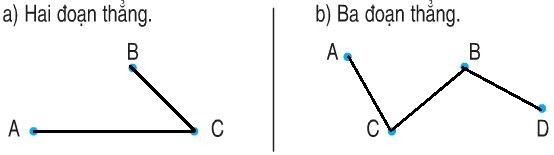 a) Hai đoạn thẳng.
B
A
C
b) Ba đoạn thẳng.
A
B
C
D